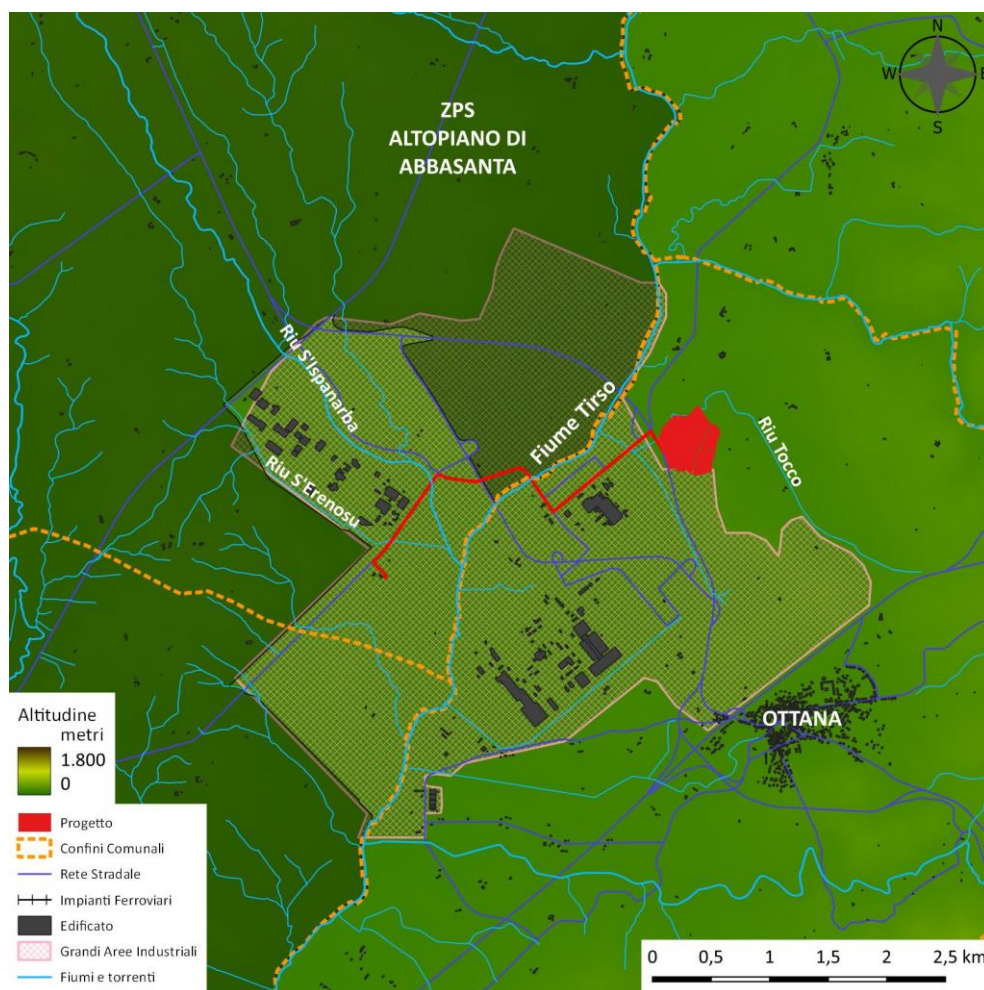 N
W
E
S
ZPS
ALTOPIANO DI
ABBASANTA
Riu S'Ispanarba
Fiume Tirso
Riu Tocco
Riu S'Erenosu
OTTANA
Altitudine
metri
1.800
0
Progetto
Confini Comunali
Rete Stradale
Impianti Ferroviari
Edificato
Grandi Aree Industriali
Fiumi e torrenti
0 0,5 1 1,5 2 2,5 km